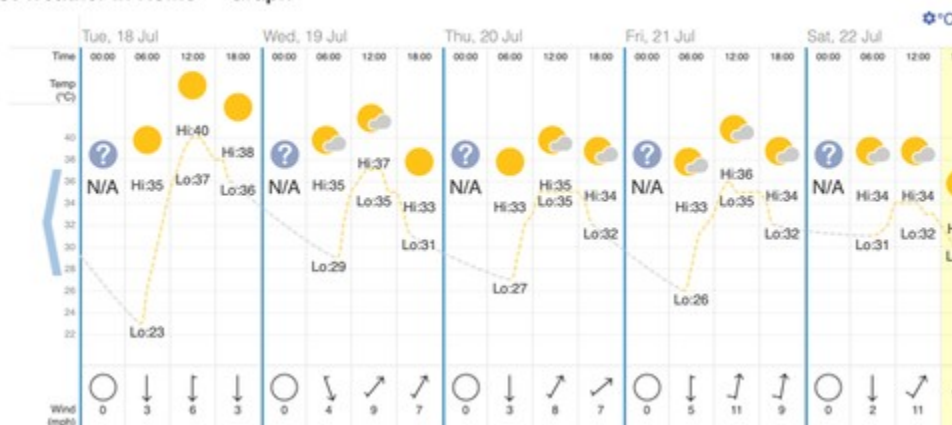 °C
Tue, 18 Jul Wed, 19 Jul Thu, 20 Jul Fri, 21 Jul Sat, 22 Jul
Time 00:00 06:00 12:00 18:00 00:00 06:00 12:00 18:00 00:00 06:00 12:00 18:00 00:00 06:00 12:00 18:00 00:00 06:00 12:00
Temp
(°C)
Hi:40
40
? Hi:38 ? ? ? ?
38
Hi:37
Hi:36
N/A Hi:35 Lo:37 Lo:36 N/A Hi:35 N/A Hi:35 N/A N/A
36
Lo:35 Hi:33 Hi:33 Lo:35 Hi:34 Hi:33 Lo:35 Hi:34 Hi:34 Hi:34
34
32
Lo:31 Lo:32 Lo:32 Lo:31 Lo:32
30
Lo:29
28
Lo:27
26
Lo:26
24
Lo:23
22
Wind
(mph)
0 3 6 3 0 4 9 7 0 3 8 7 0 5 11 9 0 2 11